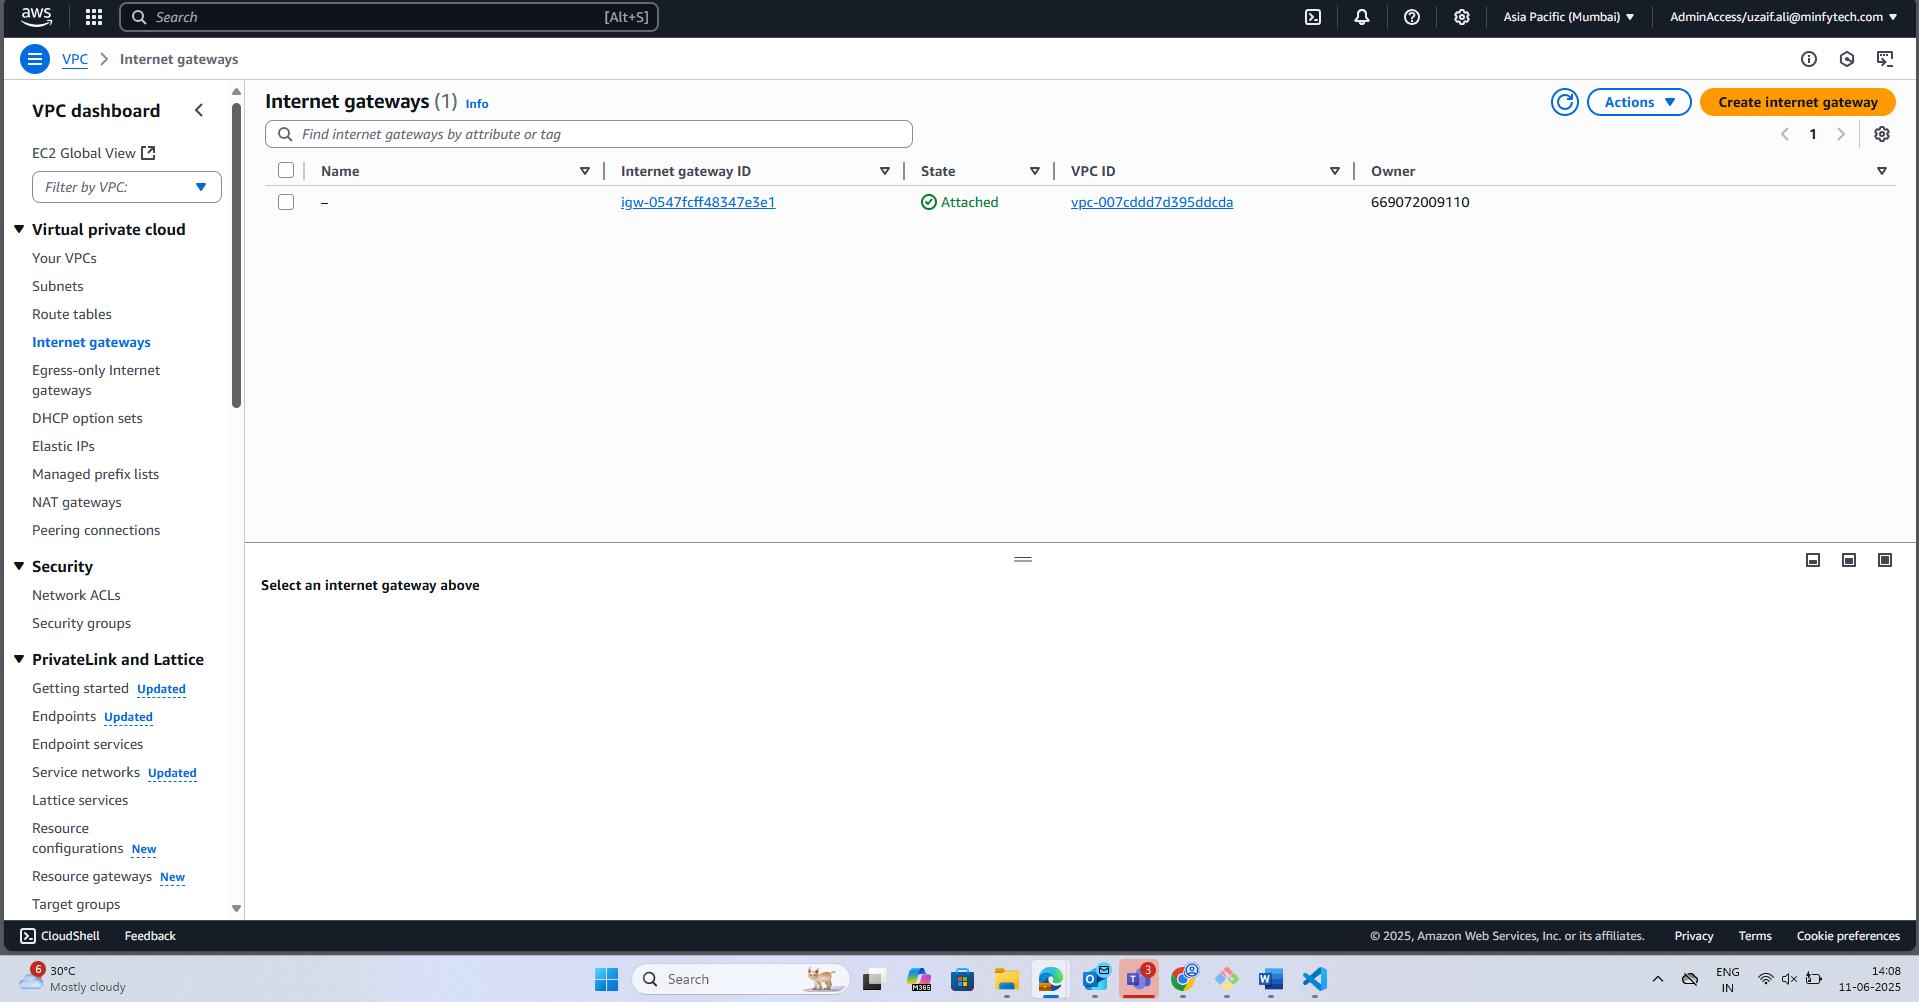 aws
Search [Alt+S]
Asia Pacific (Mumbai)
AdminAccess/uzaif.ali@minfytech.com
VPC
Internet gateways
VPC dashboard
EC2 Global View
Filter by VPC:
Virtual private cloud
Your VPCs
Subnets
Route tables
Internet gateways
Egress-only Internet
gateways
DHCP option sets
Elastic IPs
Managed prefix lists
NAT gateways
Peering connections
Security
Network ACLs
Security groups
PrivateLink and Lattice
Getting started Updated
Endpoints Updated
Endpoint services
Service networks Updated
Lattice services
Resource
configurations New
Resource gateways New
Target groups
Internet gateways (1) Info
Actions
Create internet gateway
Find internet gateways by attribute or tag
1
Name Internet gateway ID State VPC ID Owner
– igw-0547fcff48347e3e1 Attached vpc-007cddd7d395ddcda 669072009110
Select an internet gateway above
CloudShell Feedback
© 2025, Amazon Web Services, Inc. or its affiliates. Privacy Terms Cookie preferences
6
30°C
Mostly cloudy
Search
M365
3
ENG
IN
14:08
11-06-2025